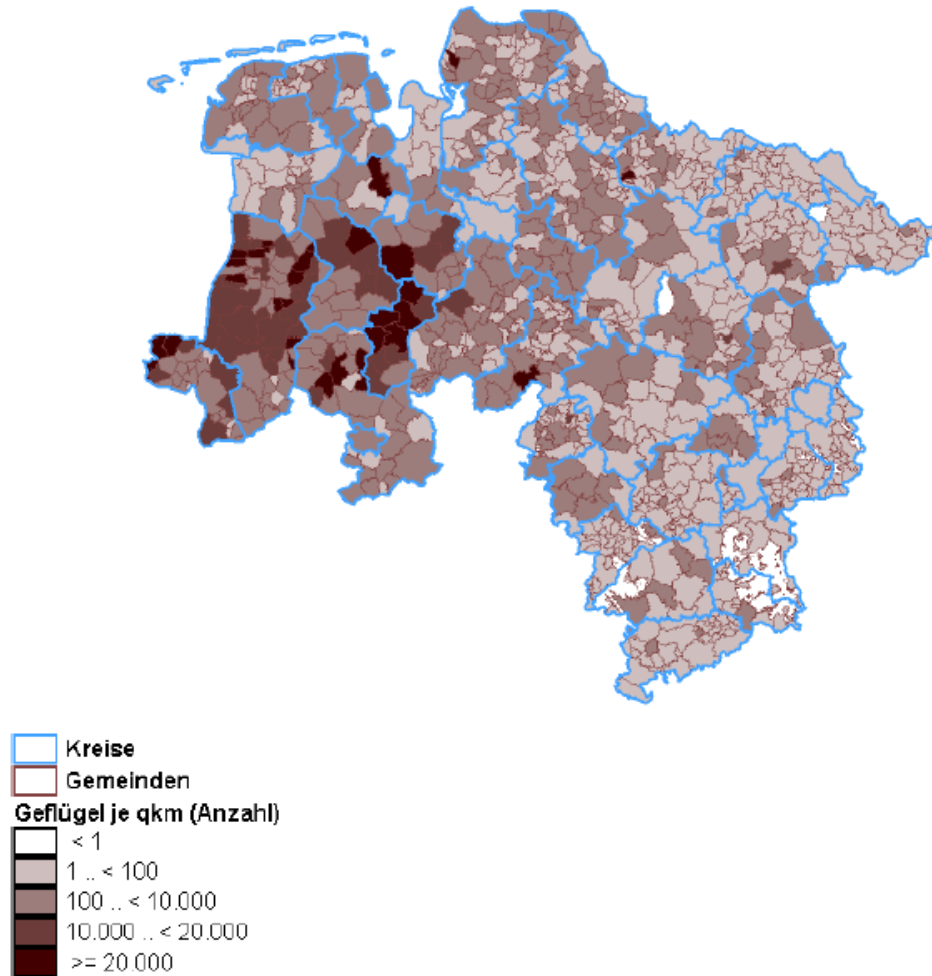 Kreise
Gemeinden
Geflügel je qkm (Anzahl)
< 1
1 .. < 100
100 .. < 10.000
10.000 .. < 20.000
>= 20.000